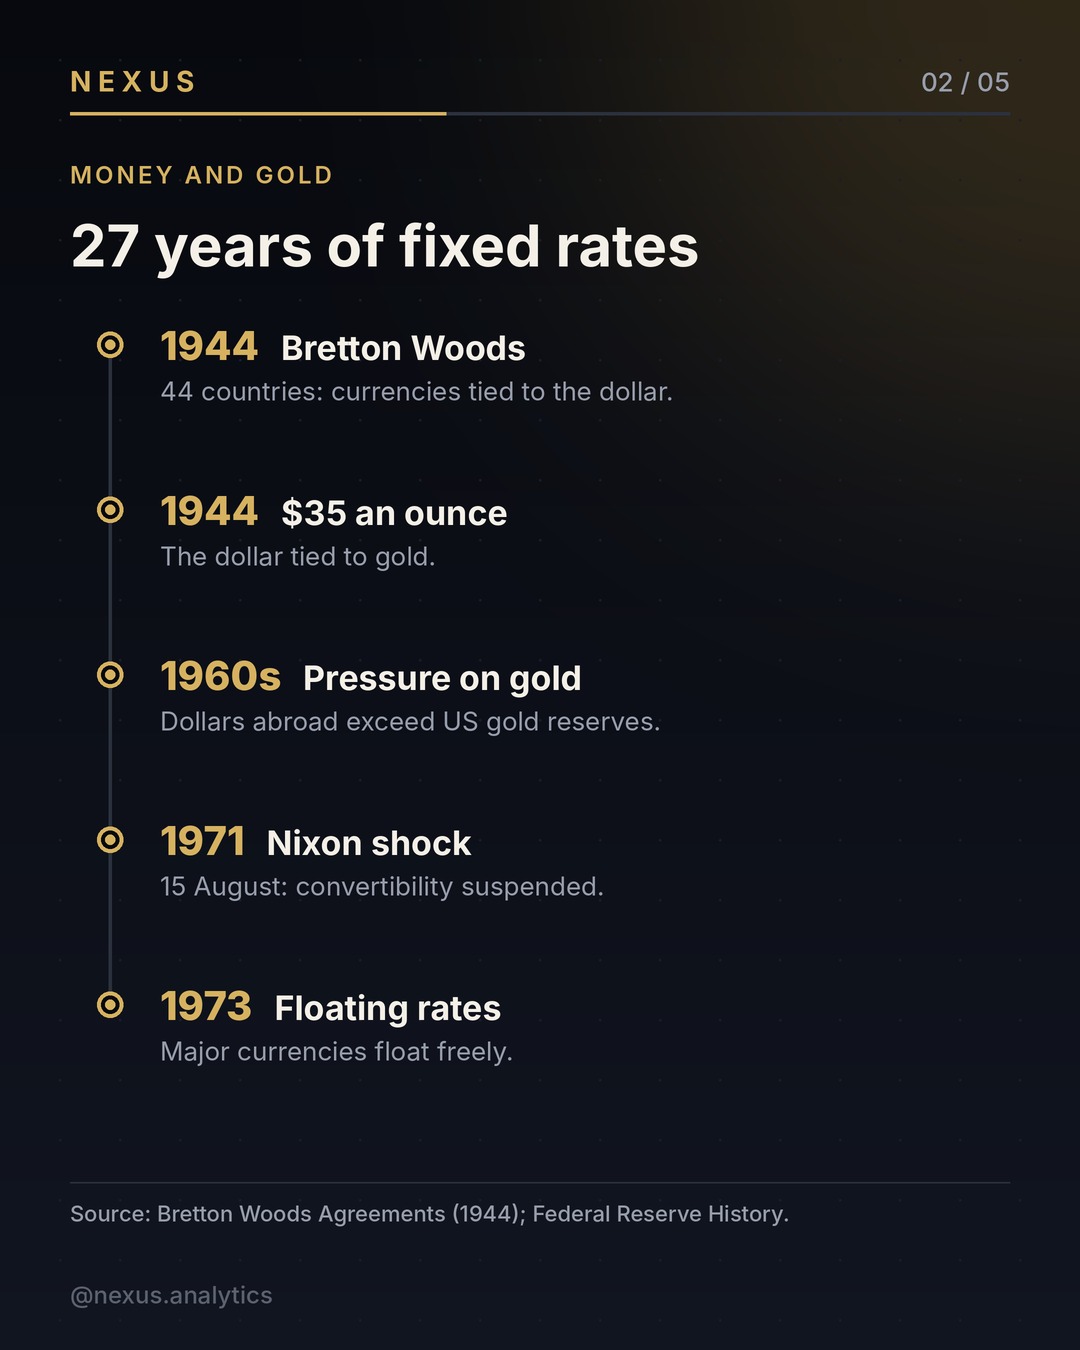 NEXUS
02 / 05
MONEY AND GOLD
27 years of fixed rates
1944 Bretton Woods
44 countries: currencies tied to the dollar.
1944 $35 an ounce
The dollar tied to gold.
1960s Pressure on gold
Dollars abroad exceed US gold reserves.
1971 Nixon shock
15 August: convertibility suspended.
1973 Floating rates
Major currencies float freely.
Source: Bretton Woods Agreements (1944); Federal Reserve History.
@nexus.analytics